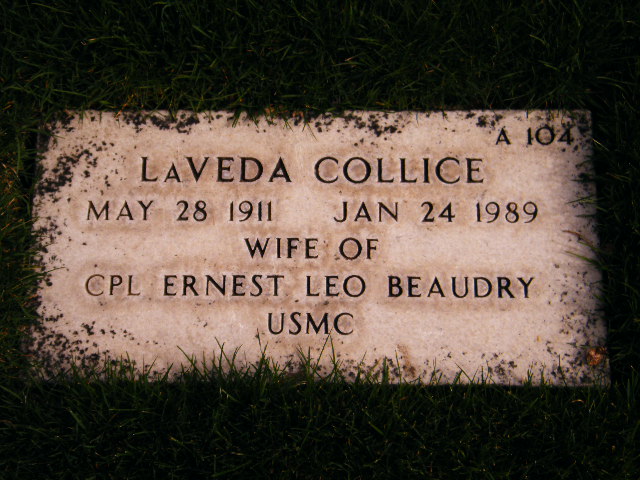 A 104
LAVEDA COLLICE
MAY 28 1911 JAN 24 1989
WIFE OF
CPL ERNEST LEO BEAUDRY
USMC